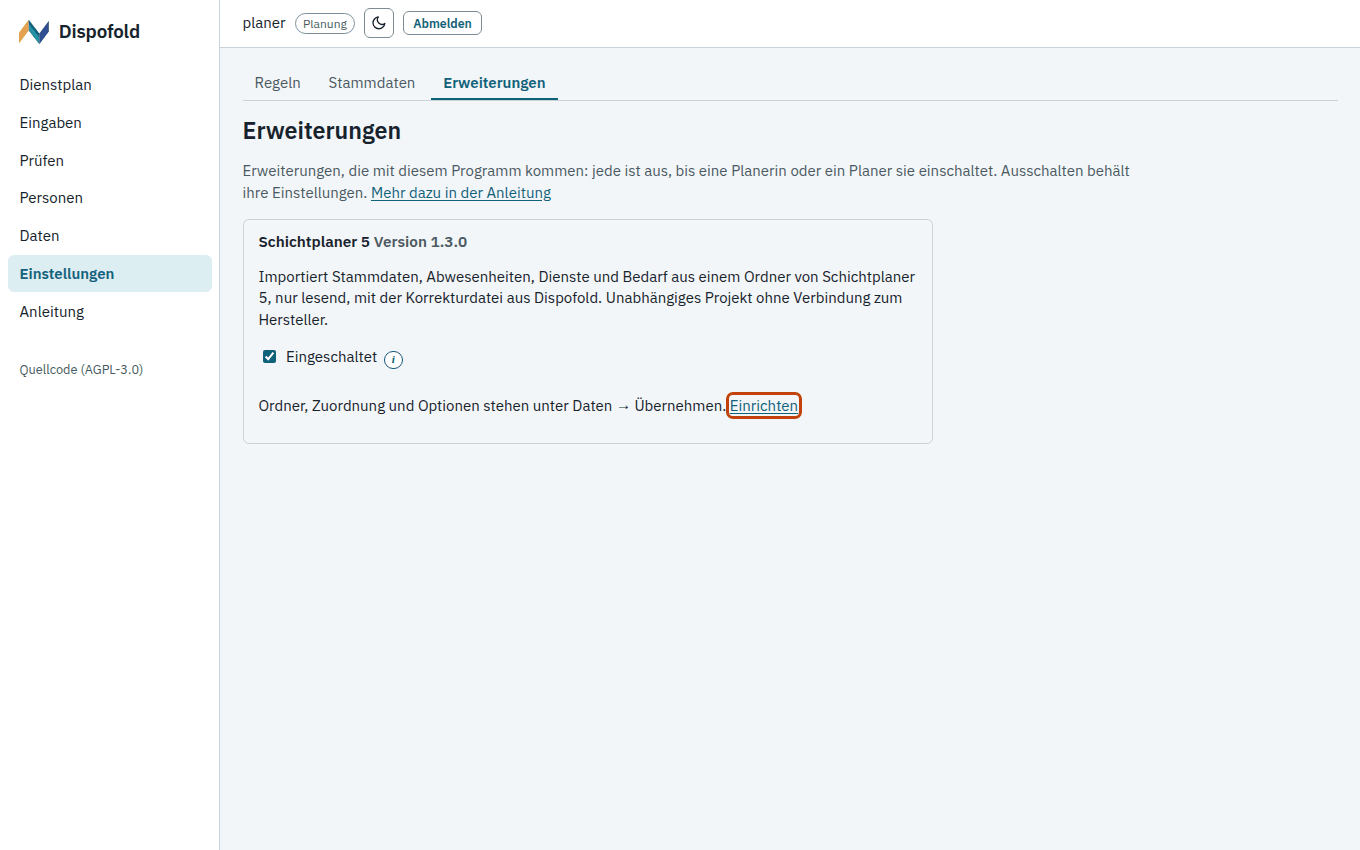 Dispofold
Dienstplan
Eingaben
Prüfen
Personen
Daten
Einstellungen
Anleitung
Quellcode (AGPL-3.0)
planer Planung Abmelden
Regeln Stammdaten Erweiterungen
Erweiterungen
Erweiterungen, die mit diesem Programm kommen: jede ist aus, bis eine Planerin oder ein Planer sie einschaltet. Ausschalten behält
ihre Einstellungen. Mehr dazu in der Anleitung
Schichtplaner 5 Version 1.3.0
Importiert Stammdaten, Abwesenheiten, Dienste und Bedarf aus einem Ordner von Schichtplaner
5, nur lesend, mit der Korrekturdatei aus Dispofold. Unabhängiges Projekt ohne Verbindung zum
Hersteller.
Eingeschaltet i
Ordner, Zuordnung und Optionen stehen unter Daten → Übernehmen. Einrichten